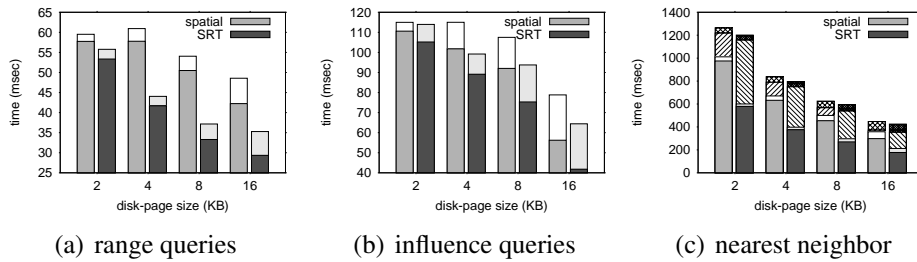 time (msec)
65
60
55
50
45
40
35
30
25
spatial
SRT
2 4 8 16
disk-page size (KB)
(a) range queries
time (msec)
120
110
100
90
80
70
60
50
40
spatial
SRT
2 4 8 16
disk-page size (KB)
(b) influence queries
time (msec)
1400
1200
1000
800
600
400
200
0
spatial
SRT
2 4 8 16
disk-page size (KB)
(c) nearest neighbor